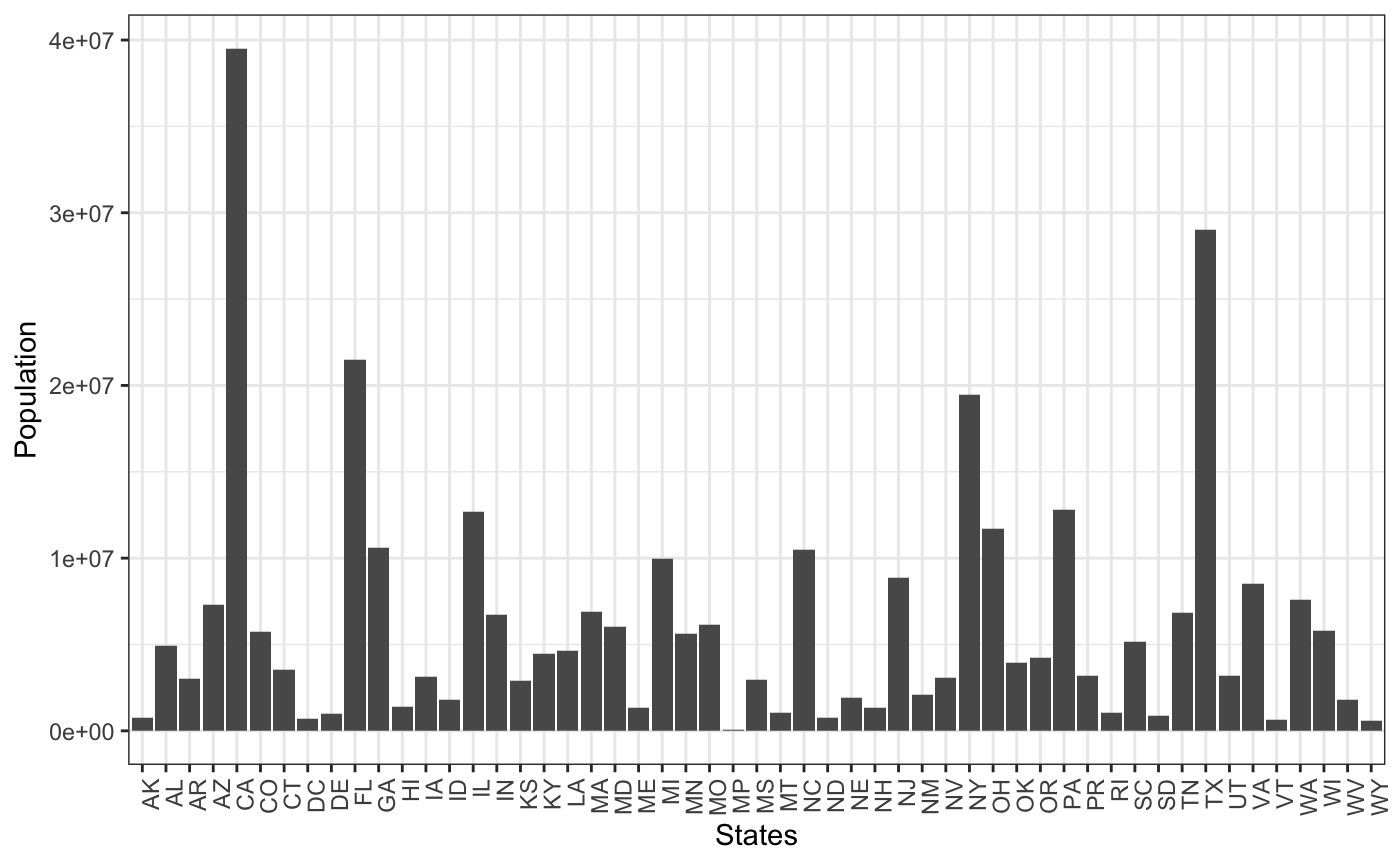 Population
4e+07
3e+07
2e+07
1e+07
0e+00
AK AL AR AZ CA CO CT DC DE FL GA HI IA ID IL IN KS KY LA MA MD ME MI MN MO MP MS MT NC ND NE NH NJ NM NV NY OH OK OR PA PR RI SC SD TN TX UT VA VT WA WI WV WY
States